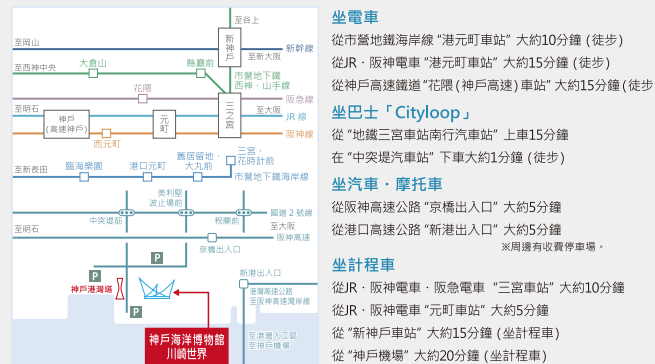 至谷上
至岡山
新神戶
至新大阪
新幹線
至西神中央
大倉山
縣廳前
市營地下鐵
西神・山手線
花隈
阪急線
至明石
神戶
(高速神戶)
元町
三之宮
至大阪
JR 線
西元町
阪神線
三宮・
花時計前
舊居留地・
大丸前
至新長田
臨海樂園
港口元町
市營地下鐵海岸線
美利堅
波止場前
中突堤筋
稅關前
國道 2 號線
至大阪
至明石
阪神高速
京橋出入口
P
新港出入口
P
神戶港灣道
港灣高速公路
至阪神高速灣岸線
P
神戶海洋博物館
川崎世界
至港灣人工島
至神戶機場
坐電車
從市營地鐵海岸線 “港元町車站” 大約10分鐘 (徒步)
從JR・阪神電車 “港元町車站” 大約15分鐘 (徒步)
從神戶高速鐵道 “花隈 (神戶高速) 車站” 大約15分鐘 (徒步
坐巴士「 Cityloop」
從 “地鐵三宮車站南行汽車站” 上車15分鐘
在 “中突堤汽車站” 下車大約1分鐘 (徒步)
坐汽車・摩托車
從阪神高速公路 “京橋出入口” 大約5分鐘
從港口高速公路 “新港出入口” 大約5分鐘
※周邊有收費停車場。
坐計程車
從JR・阪神電車・阪急電車 “三宮車站” 大約10分鐘
從JR・阪神電車 “元町車站” 大約5分鐘
從 “新神戶車站” 大約15分鐘 (坐計程車)
從 “神戶機場” 大約20分鐘 (坐計程車)